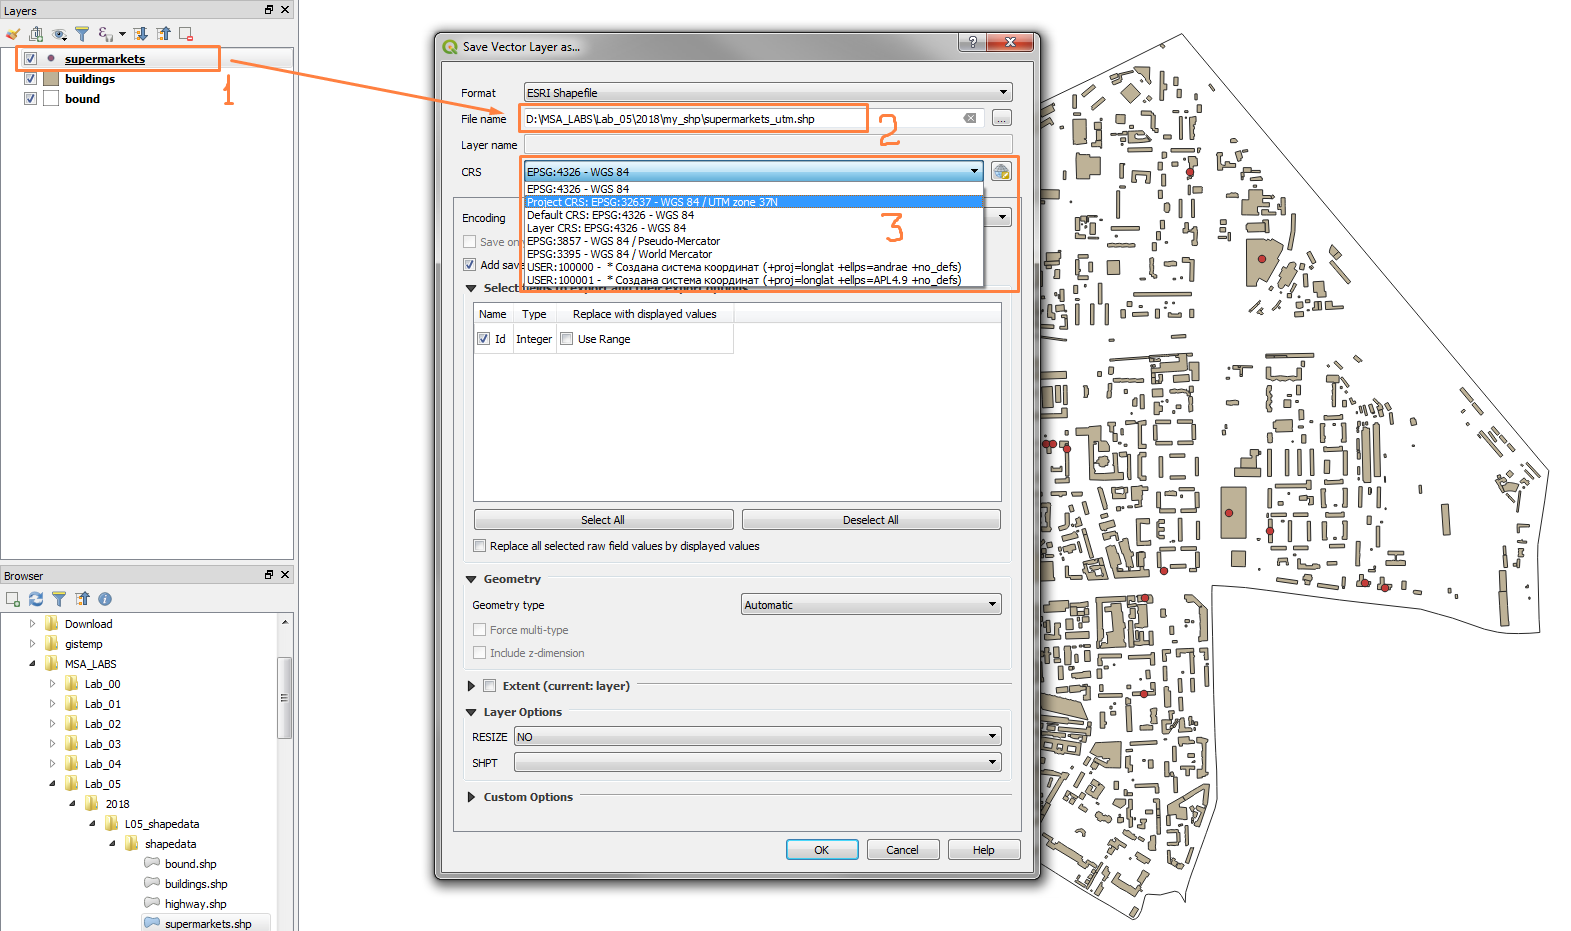 Layers
supermarkets
buildings
bound
1
Browser
Download
gistemp
MSA_LABS
Lab_00
Lab_01
Lab_02
Lab_03
Lab_04
Lab_05
2018
L05_shapedata
shapedata
bound.shp
buildings.shp
highway.shp
supermarkets.shp
Save Vector Layer as...
?
Format
ESRI Shapefile
File name
D:\MSA_LABS\Lab_05\2018\my_shp\supermarkets_utm.shp
...
2
Layer name
CRS
EPSG:4326 - WGS 84
EPSG:4326 - WGS 84
Project CRS: EPSG:32637 - WGS 84 / UTM zone 37N
Default CRS: EPSG:4326 - WGS 84
Layer CRS: EPSG:4326 - WGS 84
EPSG:3857 - WGS 84 / Pseudo-Mercator
EPSG:3395 - WGS 84 / World Mercator
USER:100000 - * Создана система координат (+proj=longlat +ellps=andrae +no_defs)
USER:100001 - * Создана система координат (+proj=longlat +ellps=APL4.9 +no_defs)
3
Encoding
Save on
Add save
Select fields to export and their export options
Name Type Replace with displayed values
Id Integer Use Range
Select All Deselect All
Replace all selected raw field values by displayed values
Geometry
Geometry type Automatic
Force multi-type
Include z-dimension
Extent (current: layer)
Layer Options
RESIZE NO
SHPT
Custom Options
OK Cancel Help